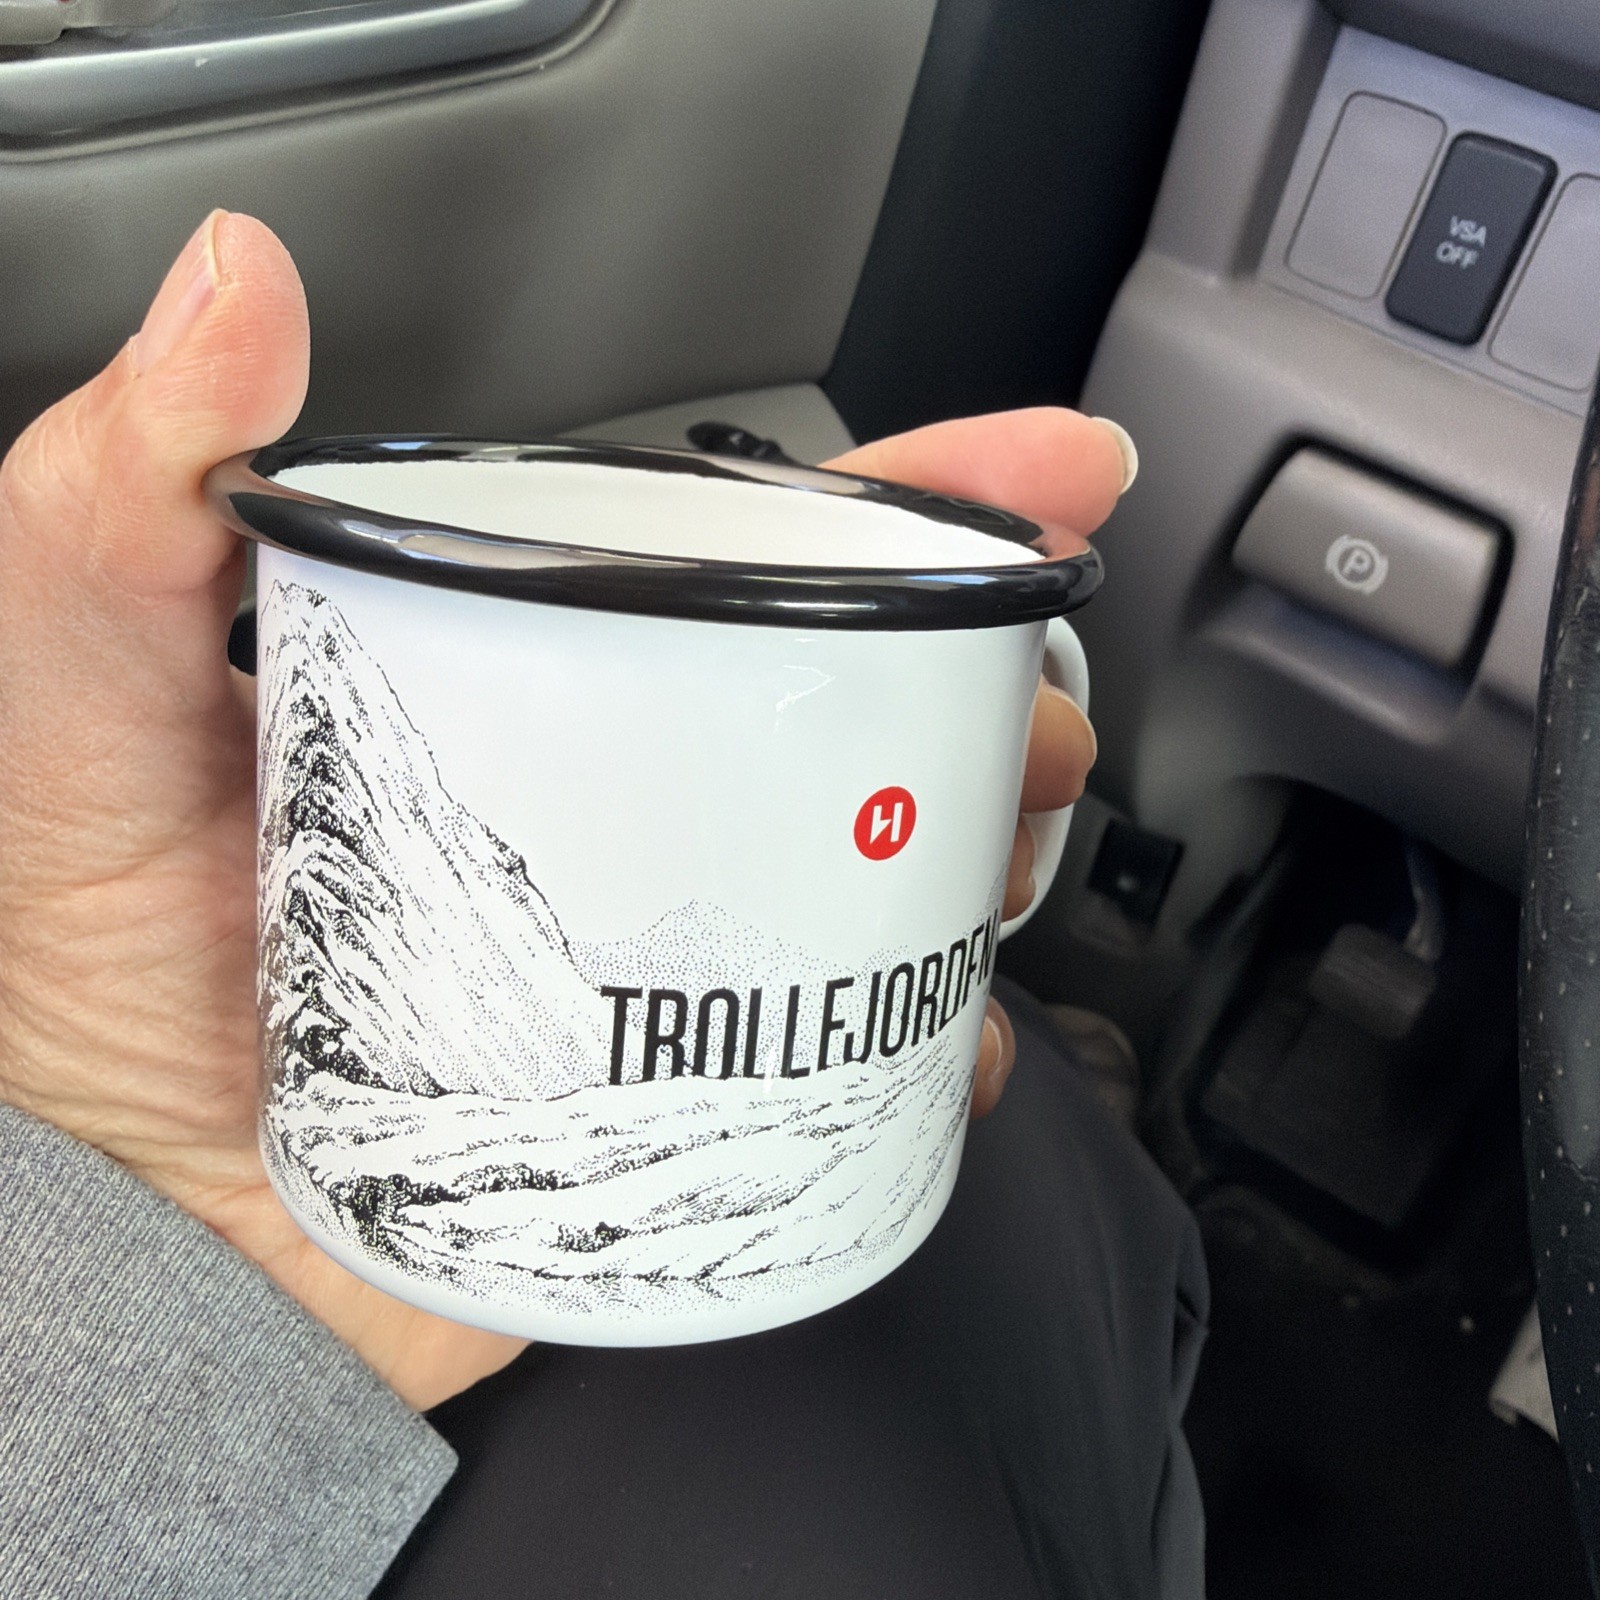 VSA
OFF
P
H
TROLLFJORDEN